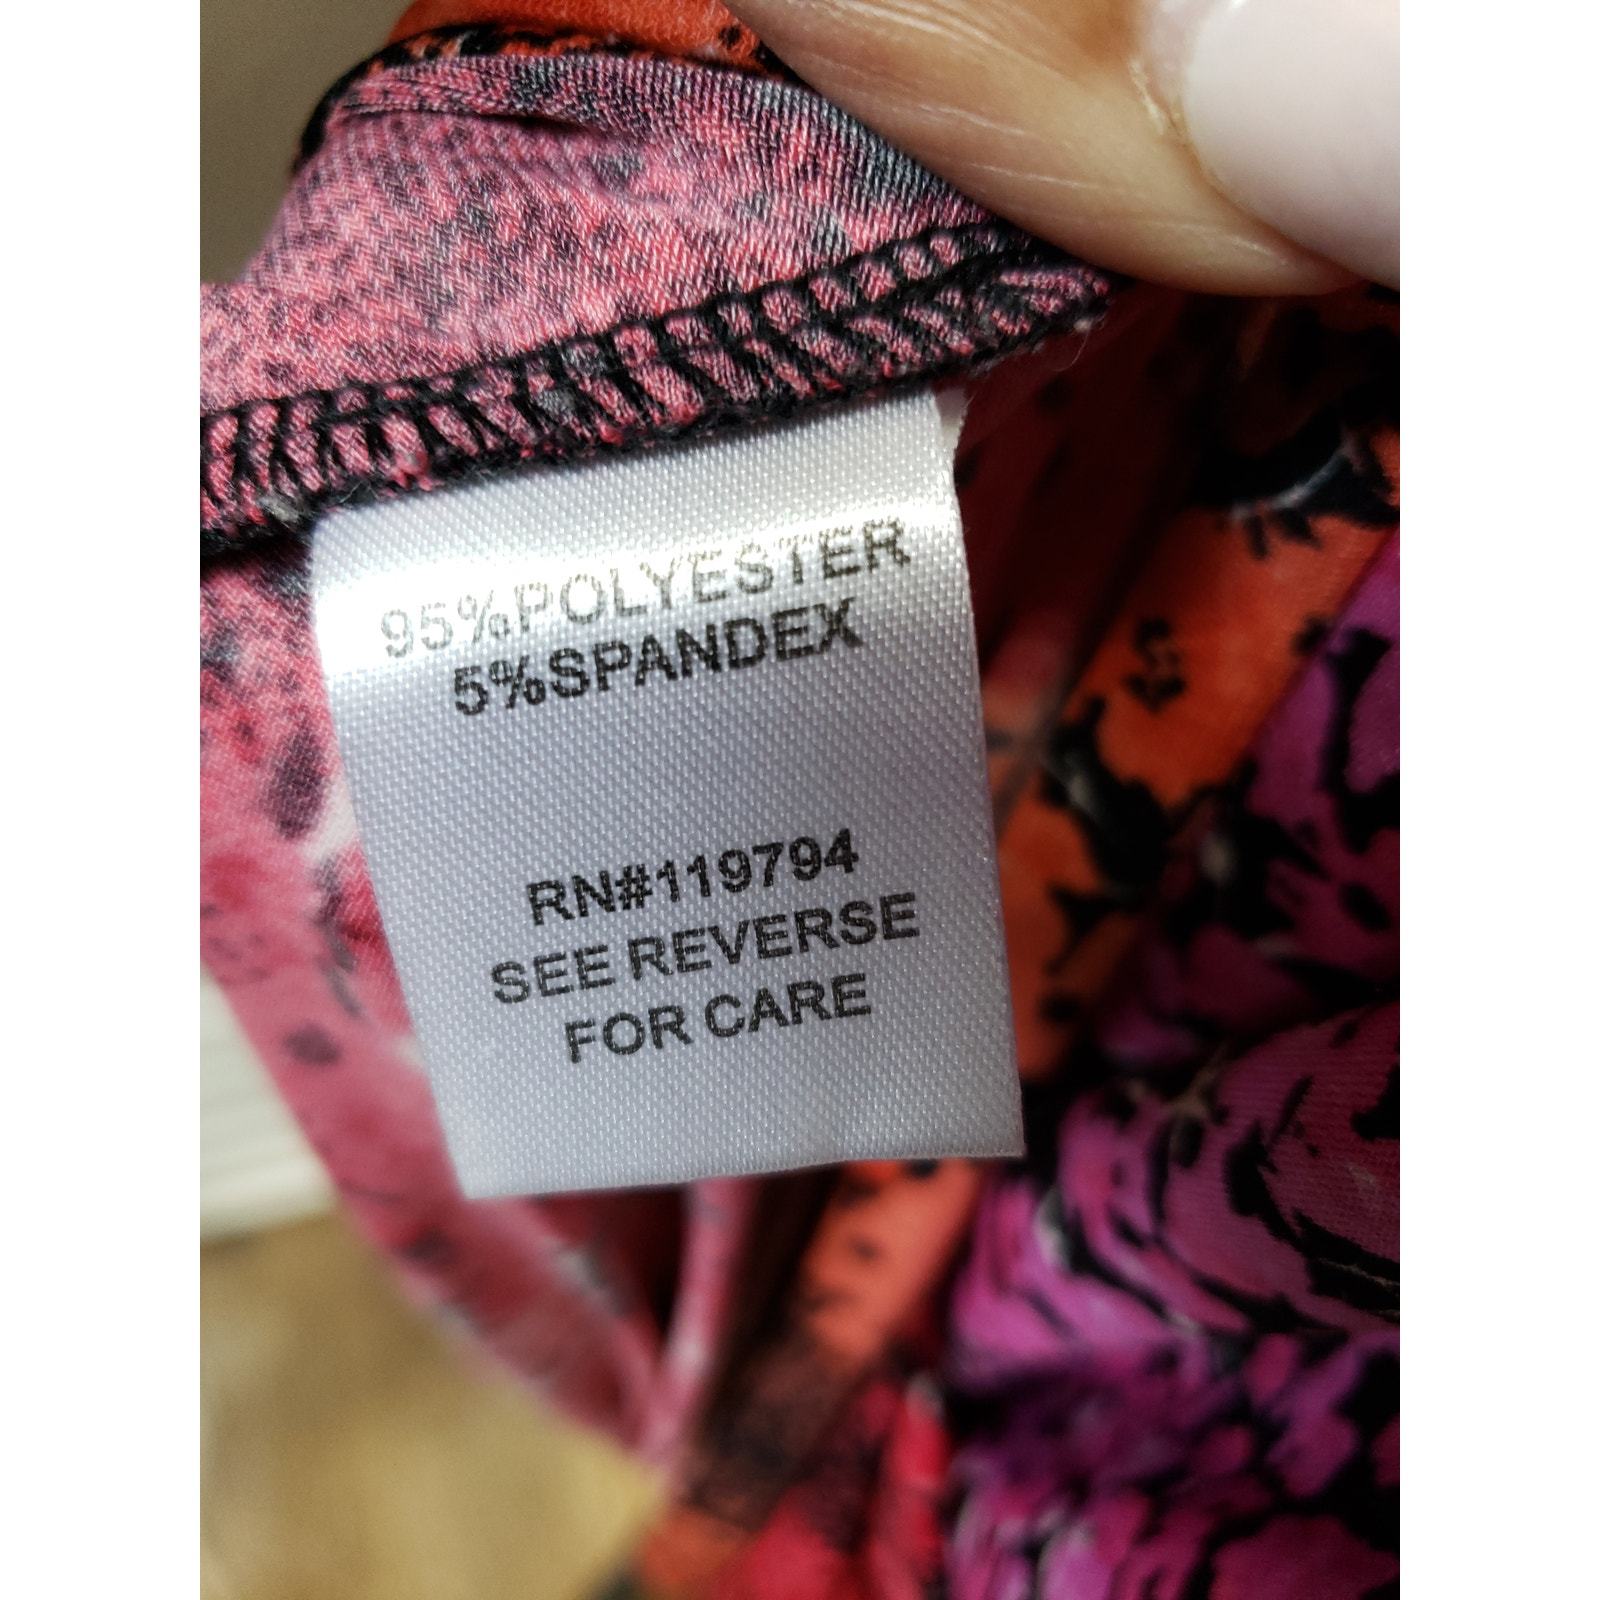 95%POLYESTER
5%SPANDEX
RN#119794
SEE REVERSE
FOR CARE